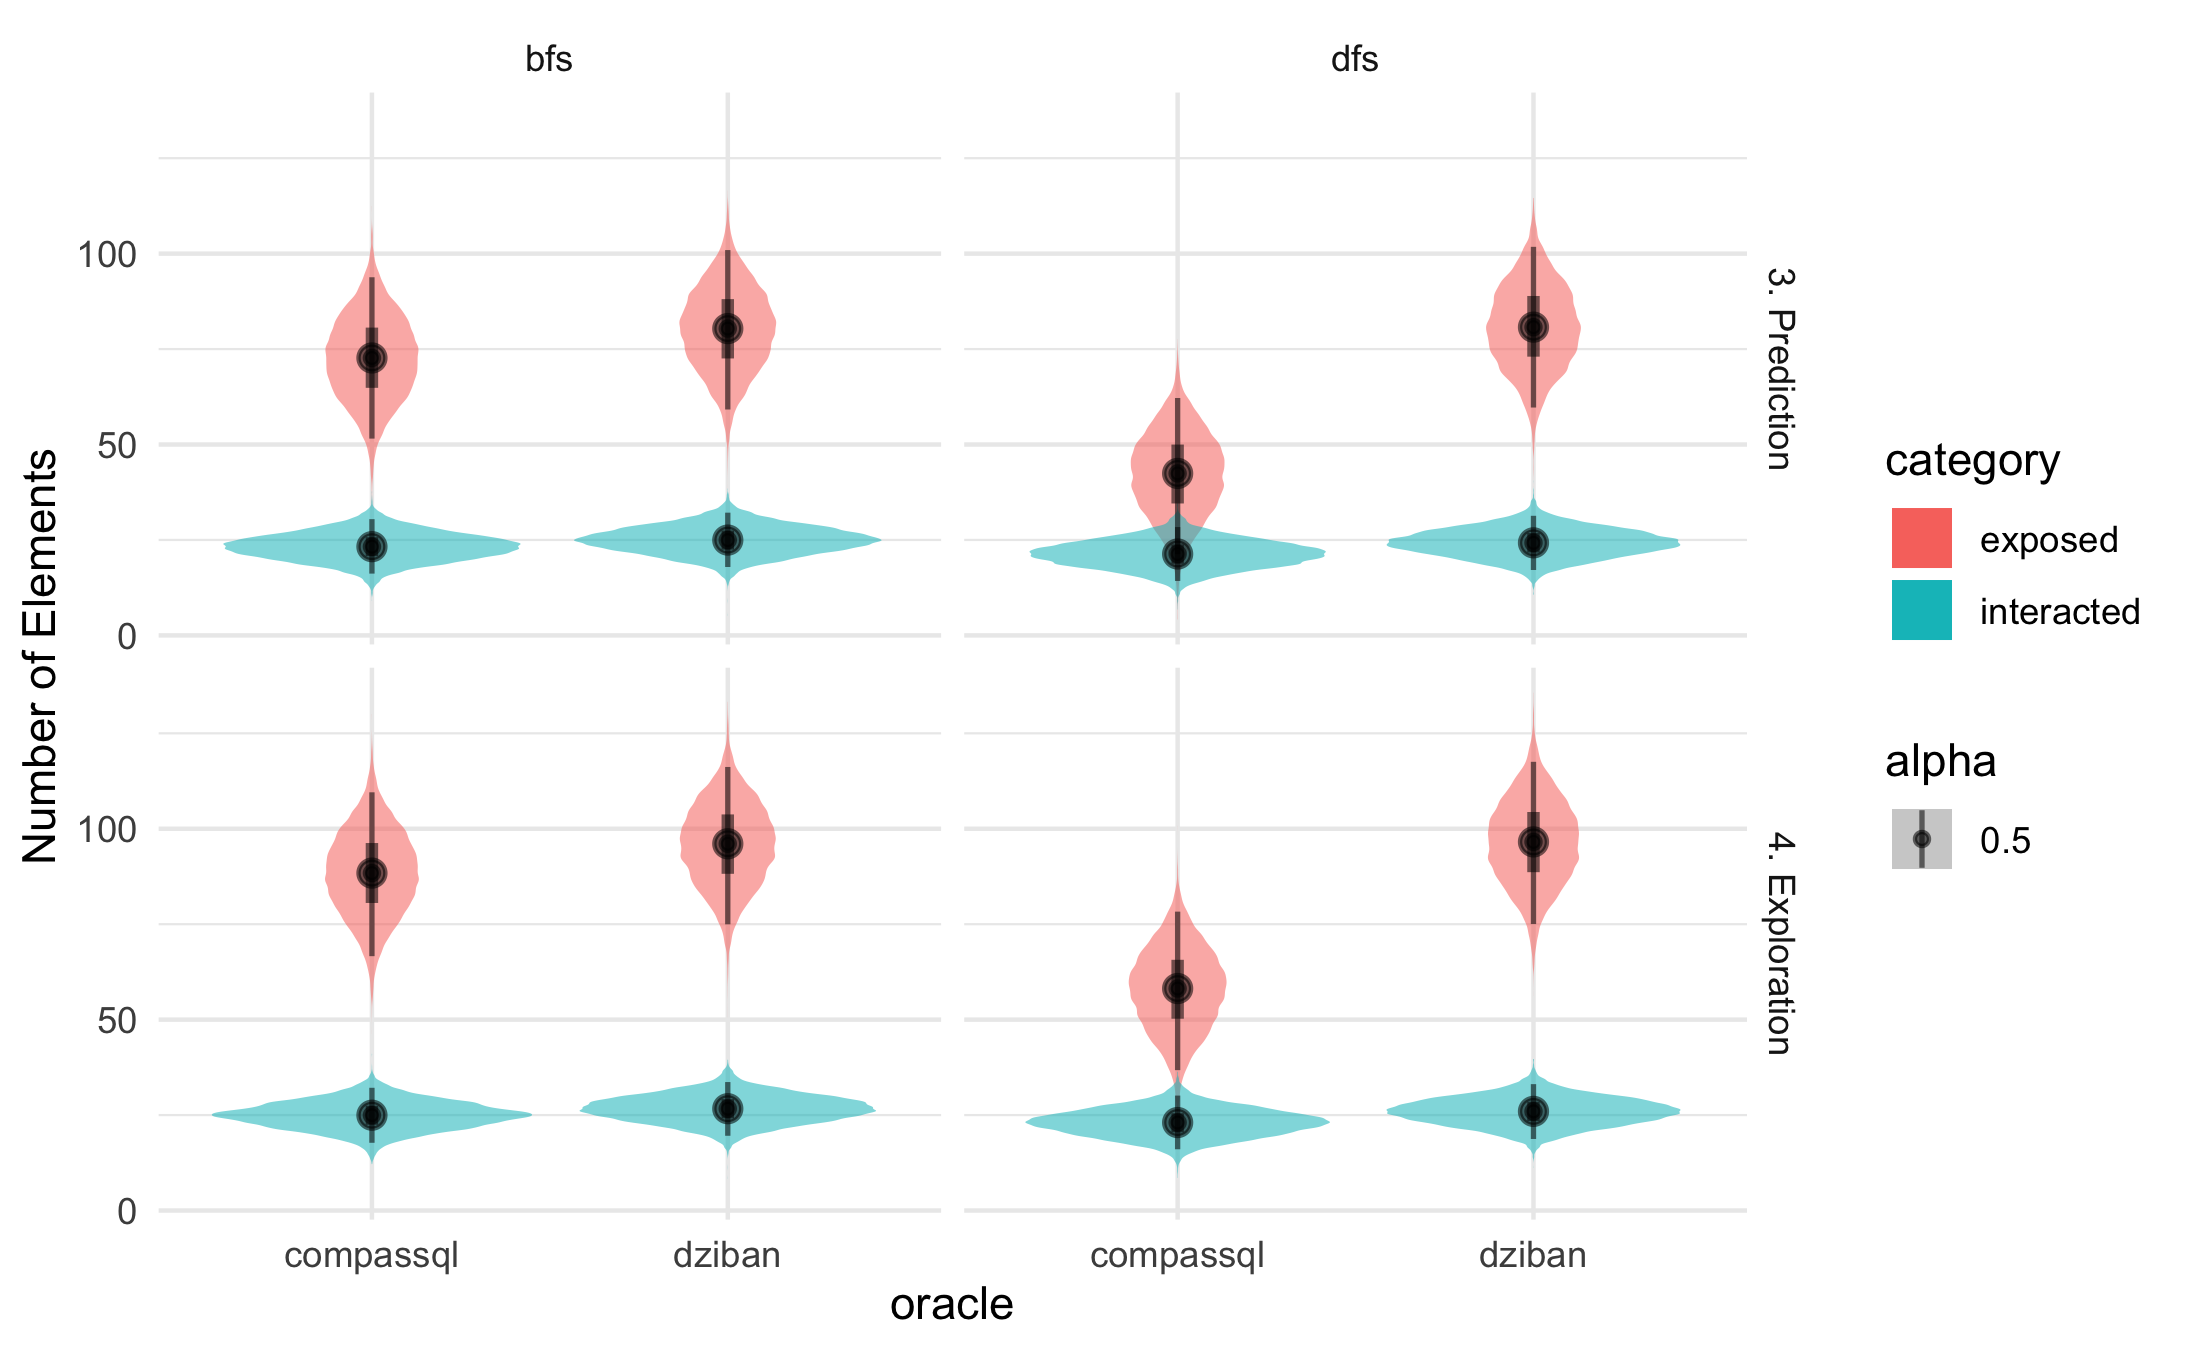 bfs
dfs
100
50
0
3. Prediction
100
50
0
4. Exploration
Number of Elements
compassql
dziban
compassql
dziban
oracle
category
exposed
interacted
alpha
0.5